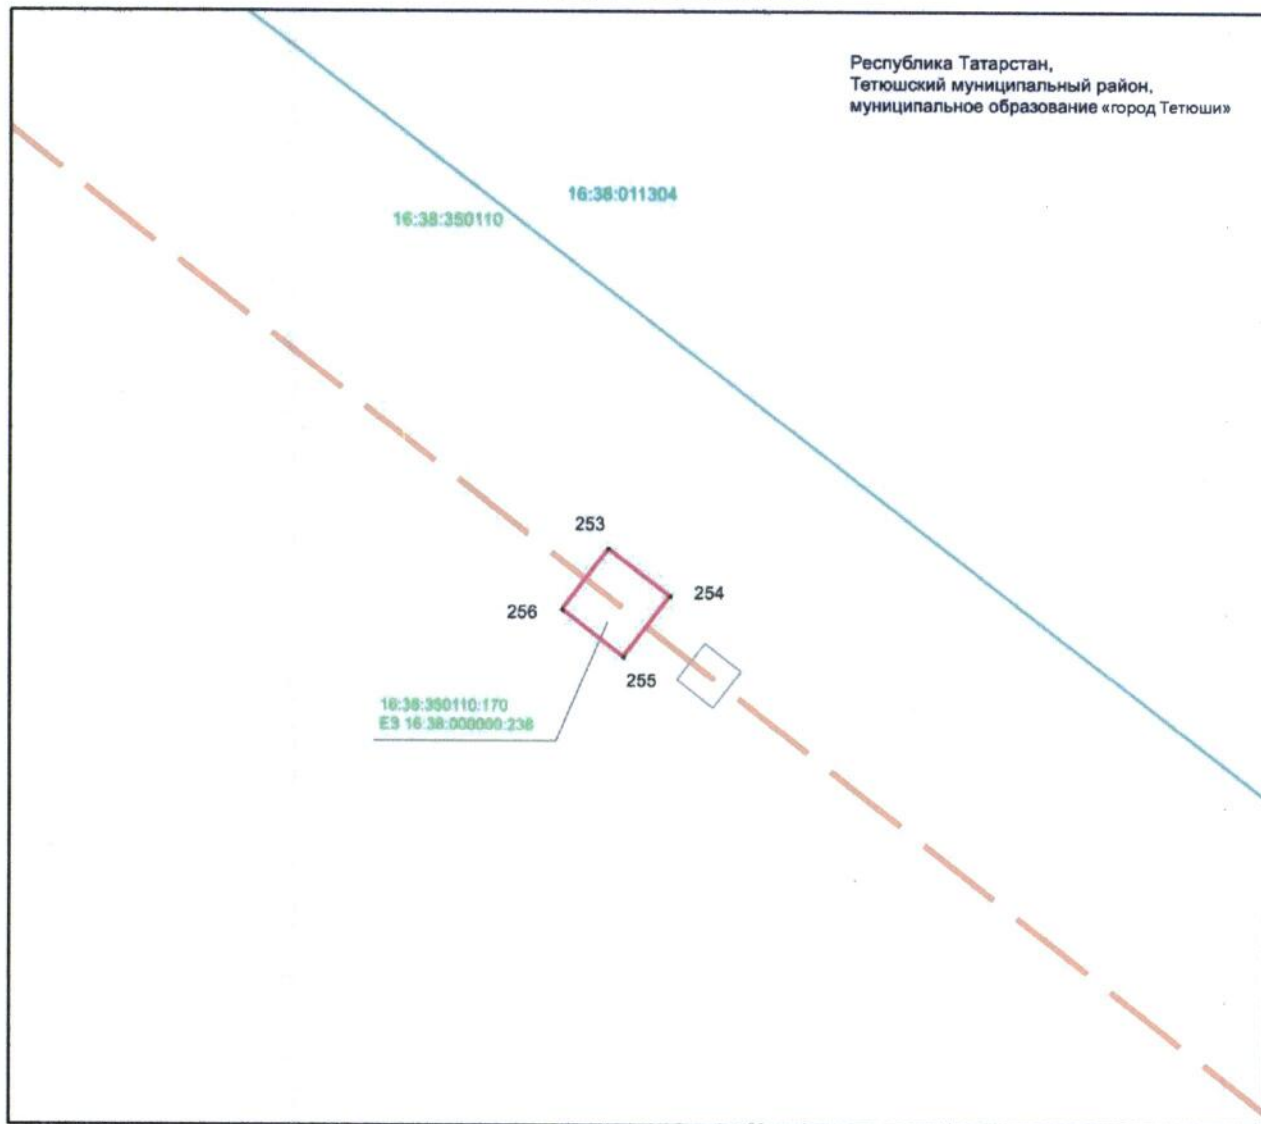 Республика Татарстан,
Тетюшский муниципальный район,
муниципальное образование «город Тетюши»
16:38:011304
16:38:350110
253
254
256
255
16:38:350110:170
ЕЗ 16:38:000000:238